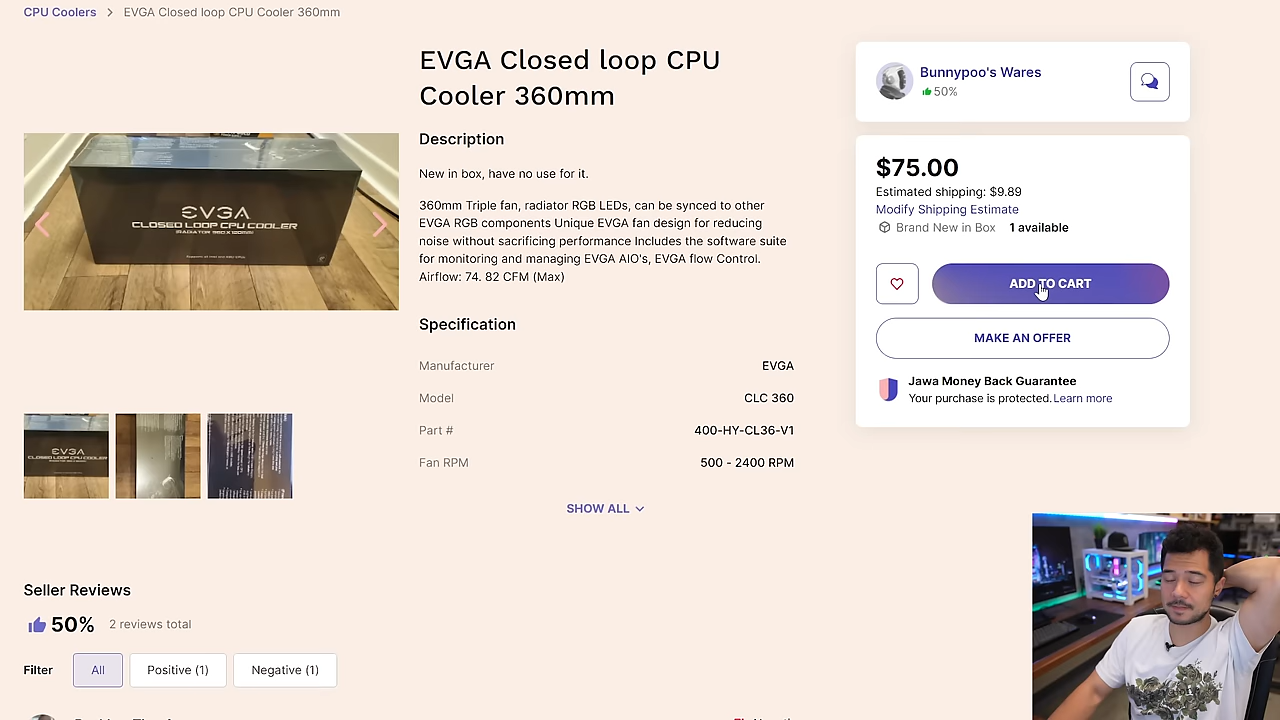 CPU Coolers > EVGA Closed loop CPU Cooler 360mm
EVGA Closed loop CPU
Cooler 360mm
Description
New in box, have no use for it.
360mm Triple fan, radiator RGB LEDs, can be synced to other
EVGA RGB components Unique EVGA fan design for reducing
noise without sacrificing performance Includes the software suite
for monitoring and managing EVGA AIO's, EVGA flow Control.
Airflow: 74. 82 CFM (Max)
Specification
Manufacturer EVGA
Model CLC 360
Part # 400-HY-CL36-V1
Fan RPM 500 - 2400 RPM
SHOW ALL
EVGA
CLOSED LOOP CPU COOLER
EVGA
CLOSED LOOP CPU COOLER
Bunnypoo's Wares
50%
$75.00
Estimated shipping: $9.89
Modify Shipping Estimate
Brand New in Box 1 available
ADD TO CART
MAKE AN OFFER
Jawa Money Back Guarantee
Your purchase is protected. Learn more
Seller Reviews
50% 2 reviews total
Filter All Positive (1) Negative (1)